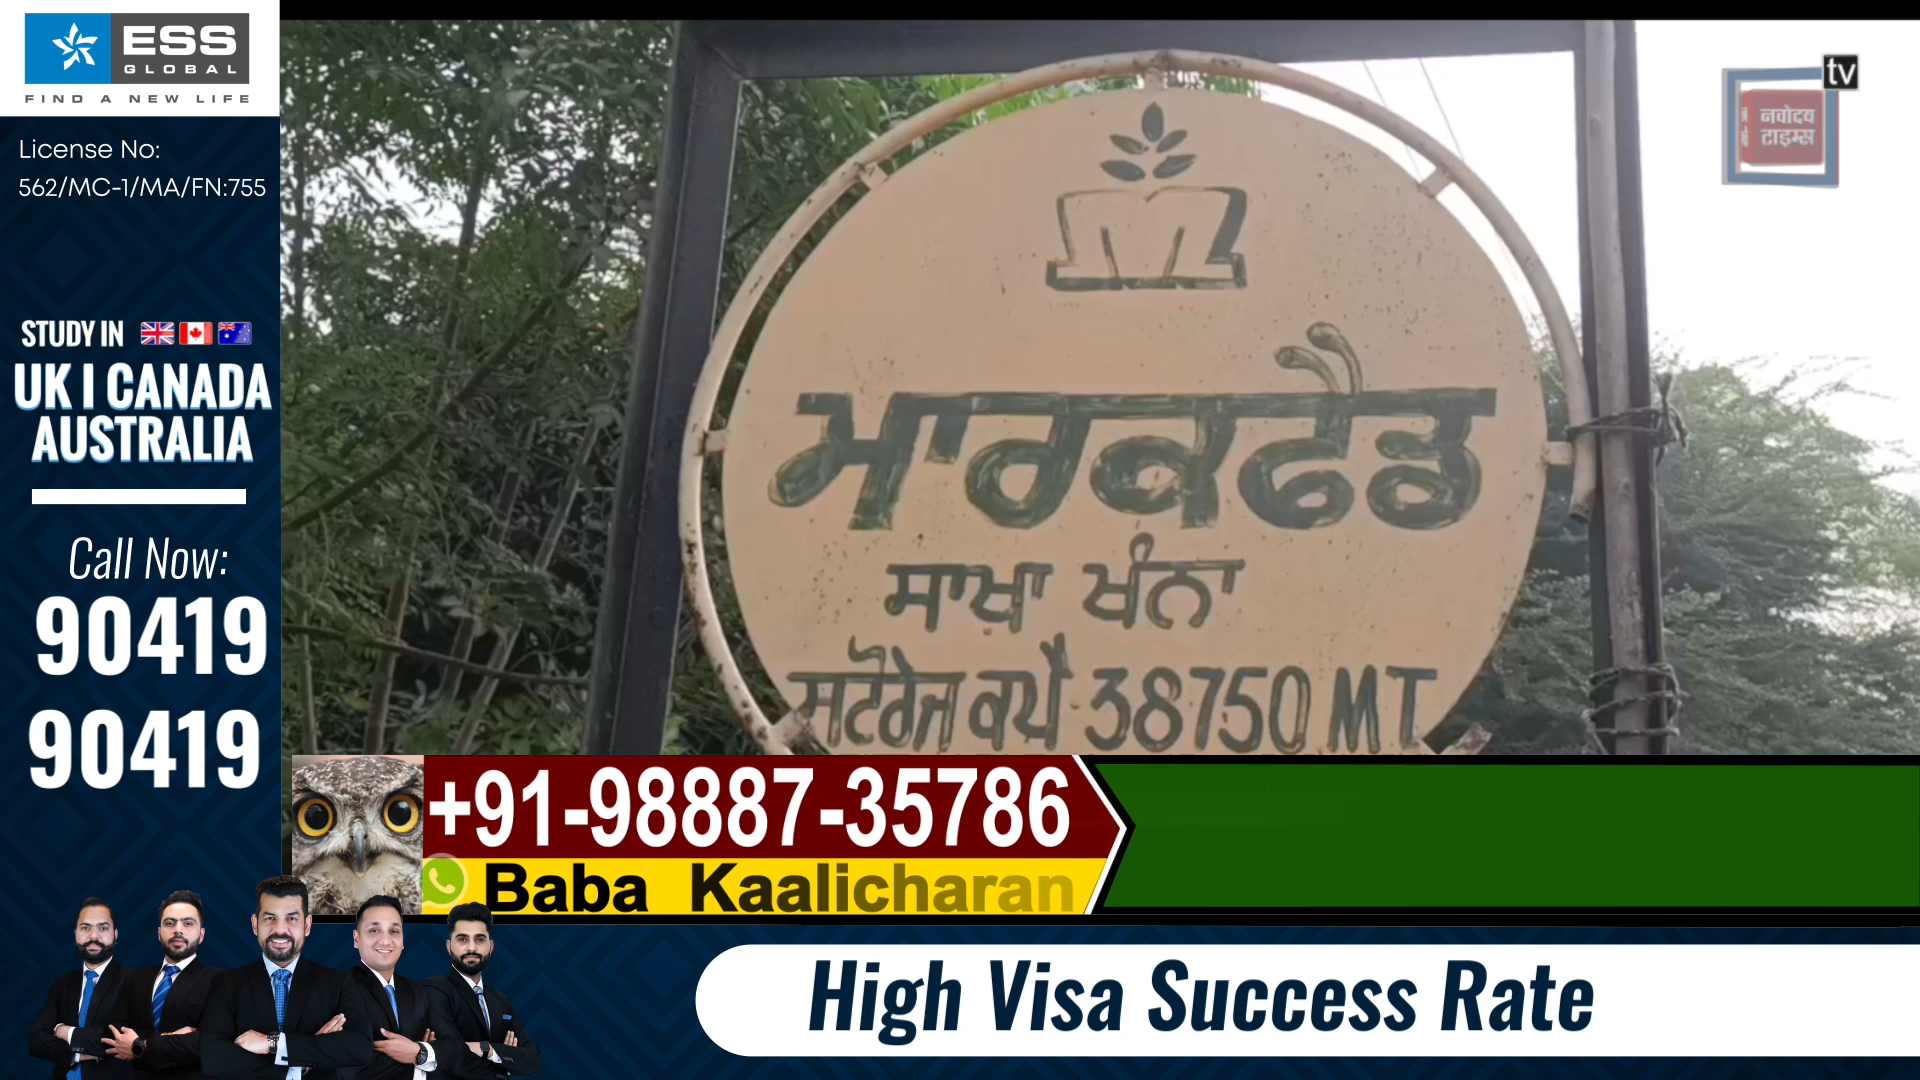 ESS
GLOBAL
FIND A NEW LIFE
License No:
562/MC-1/MA/FN:755
STUDY IN
UK I CANADA
AUSTRALIA
Call Now:
90419
90419
tv
नवोदय
टाइम्स
ਮਾਰਕਫੈਡ
ਸਾਖਾ ਖੰਨਾ
ਸਟੋਰੇਜ ਕਪੈ 38750 MT
+91-98887-35786
Baba Kaalicharan
High Visa Success Rate